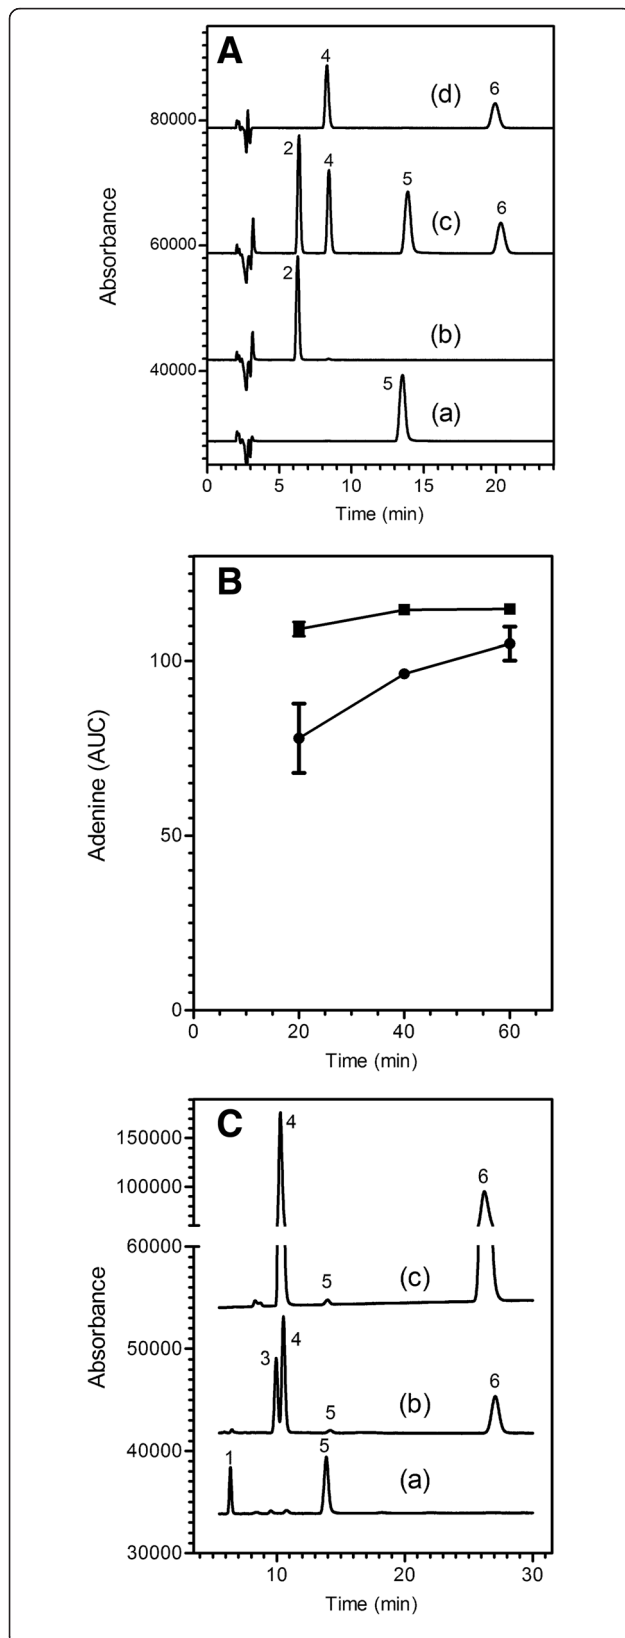 A
4
6
(d)
80000
2
4
5
6
(c)
60000
2
(b)
40000
5
(a)
Absorbance
0 5 10 15 20
Time (min)
B
100
50
0
Adenine (AUC)
0 20 40 60
Time (min)
C
4
150000
6
100000
60000
5
(c)
50000
3
4
6
5
(b)
40000
1
5
(a)
30000
Absorbance
10 20 30
Time (min)